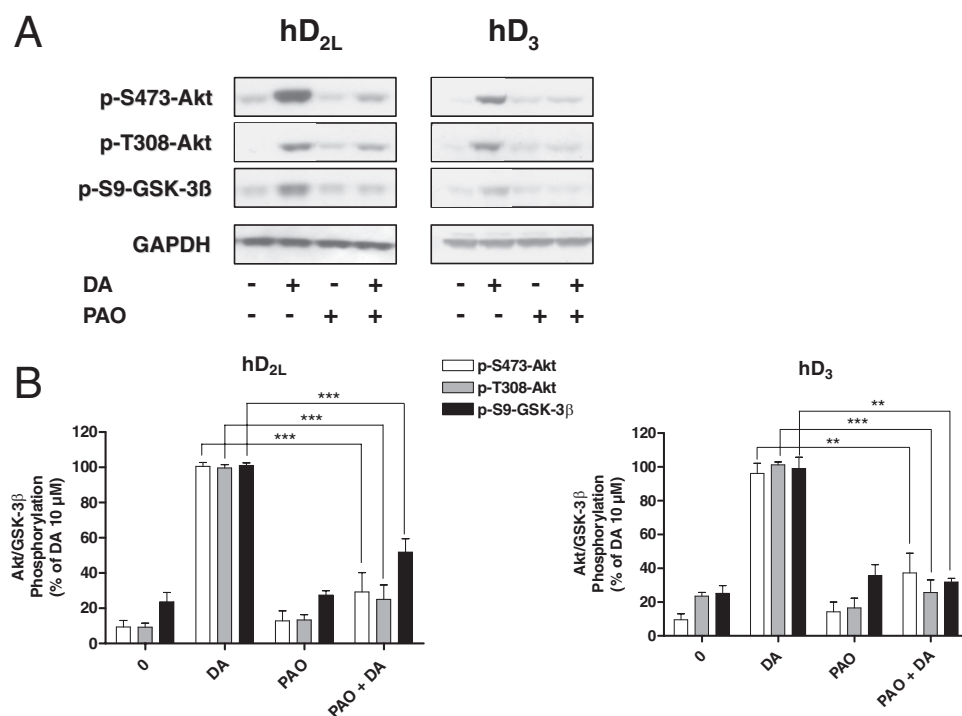 A
hD2L
hD3
p-S473-Akt
p-T308-Akt
p-S9-GSK-3ß
GAPDH
DA - + - + - + - +
PAO - - + + - - + +
B
hD2L
p-S473-Akt
p-T308-Akt
p-S9-GSK-3β
hD3
***
***
***
**
***
**
Akt/GSK-3β
Phosphorylation
(% of DA 10 µM)
120
100
80
60
40
20
0
0
DA
PAO
PAO + DA
Akt/GSK-3β
Phosphorylation
(% of DA 10 µM)
120
100
80
60
40
20
0
0
DA
PAO
PAO + DA